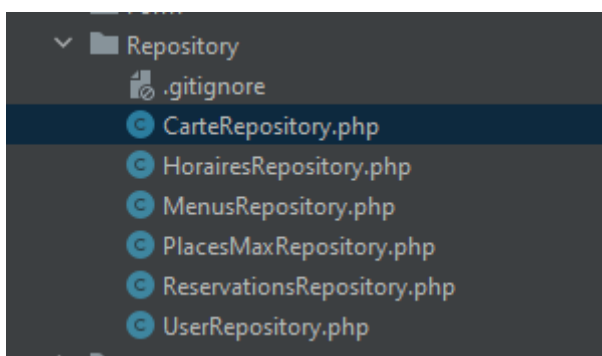 Repository
.gitignore
CarteRepository.php
HorairesRepository.php
MenusRepository.php
PlacesMaxRepository.php
ReservationsRepository.php
UserRepository.php